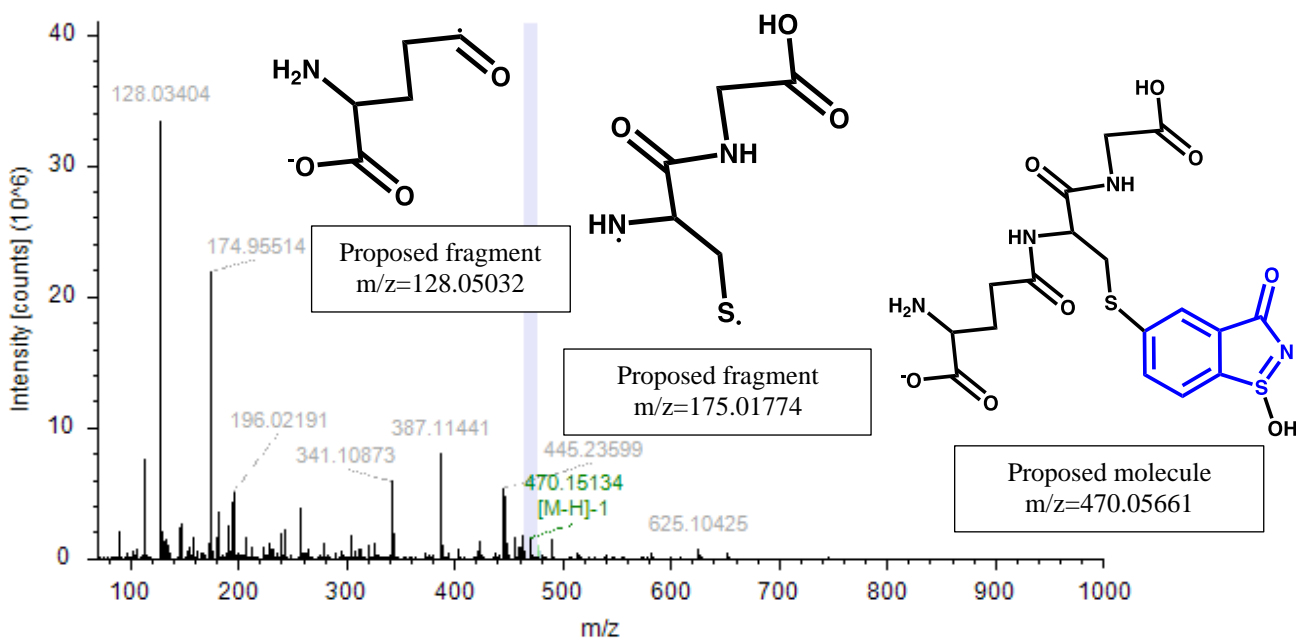 Intensity [counts] (10^6)
40
30
20
10
0
128.03404
174.95514
196.02191
341.10873
387.11441
445.23599
470.15134
[M-H]-1
625.10425
H₂N
-O
O
O
Proposed fragment
m/z=128.05032
HO
O
O
NH
HN
S
Proposed fragment
m/z=175.01774
HO
O
O
NH
HN
H₂N
O
S
-O
O
O
N
S
OH
Proposed molecule
m/z=470.05661
100 200 300 400 500 600 700 800 900 1000
m/z